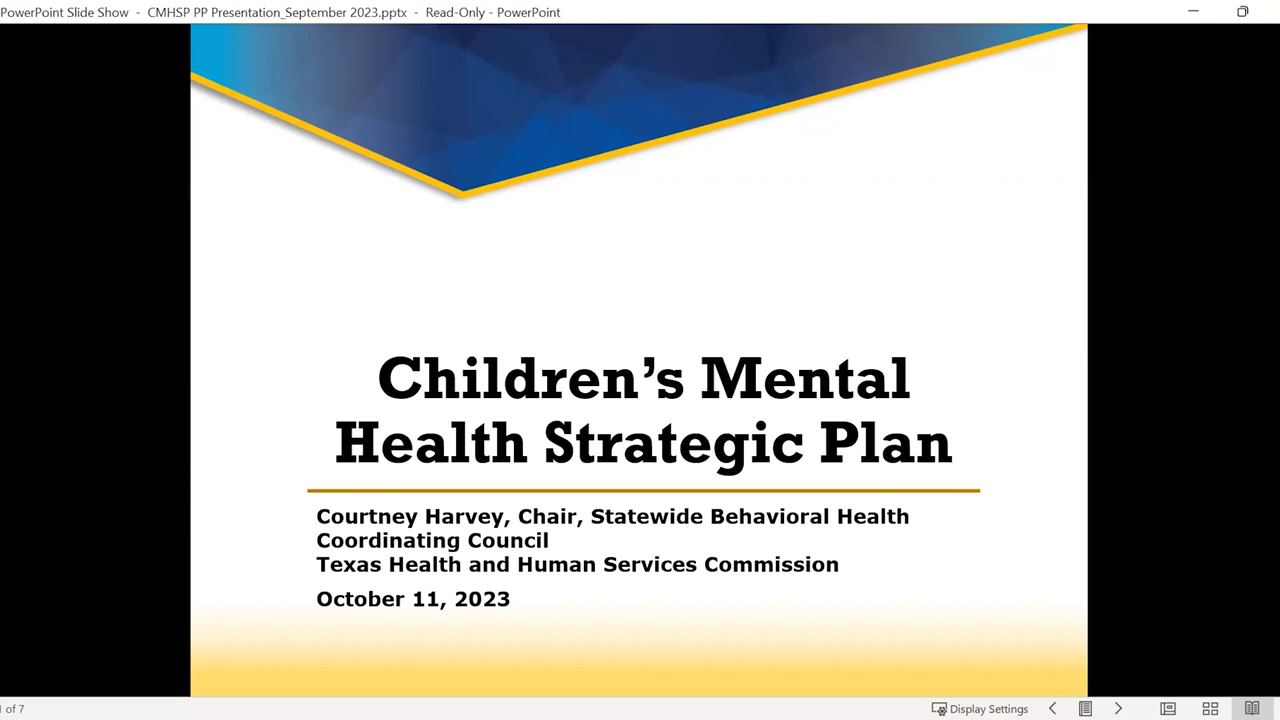 PowerPoint Slide Show - CMHSP PP Presentation_September 2023.pptx - Read-Only - PowerPoint
Children’s Mental
Health Strategic Plan
Courtney Harvey, Chair, Statewide Behavioral Health
Coordinating Council
Texas Health and Human Services Commission
October 11, 2023
1 of 7
Display Settings